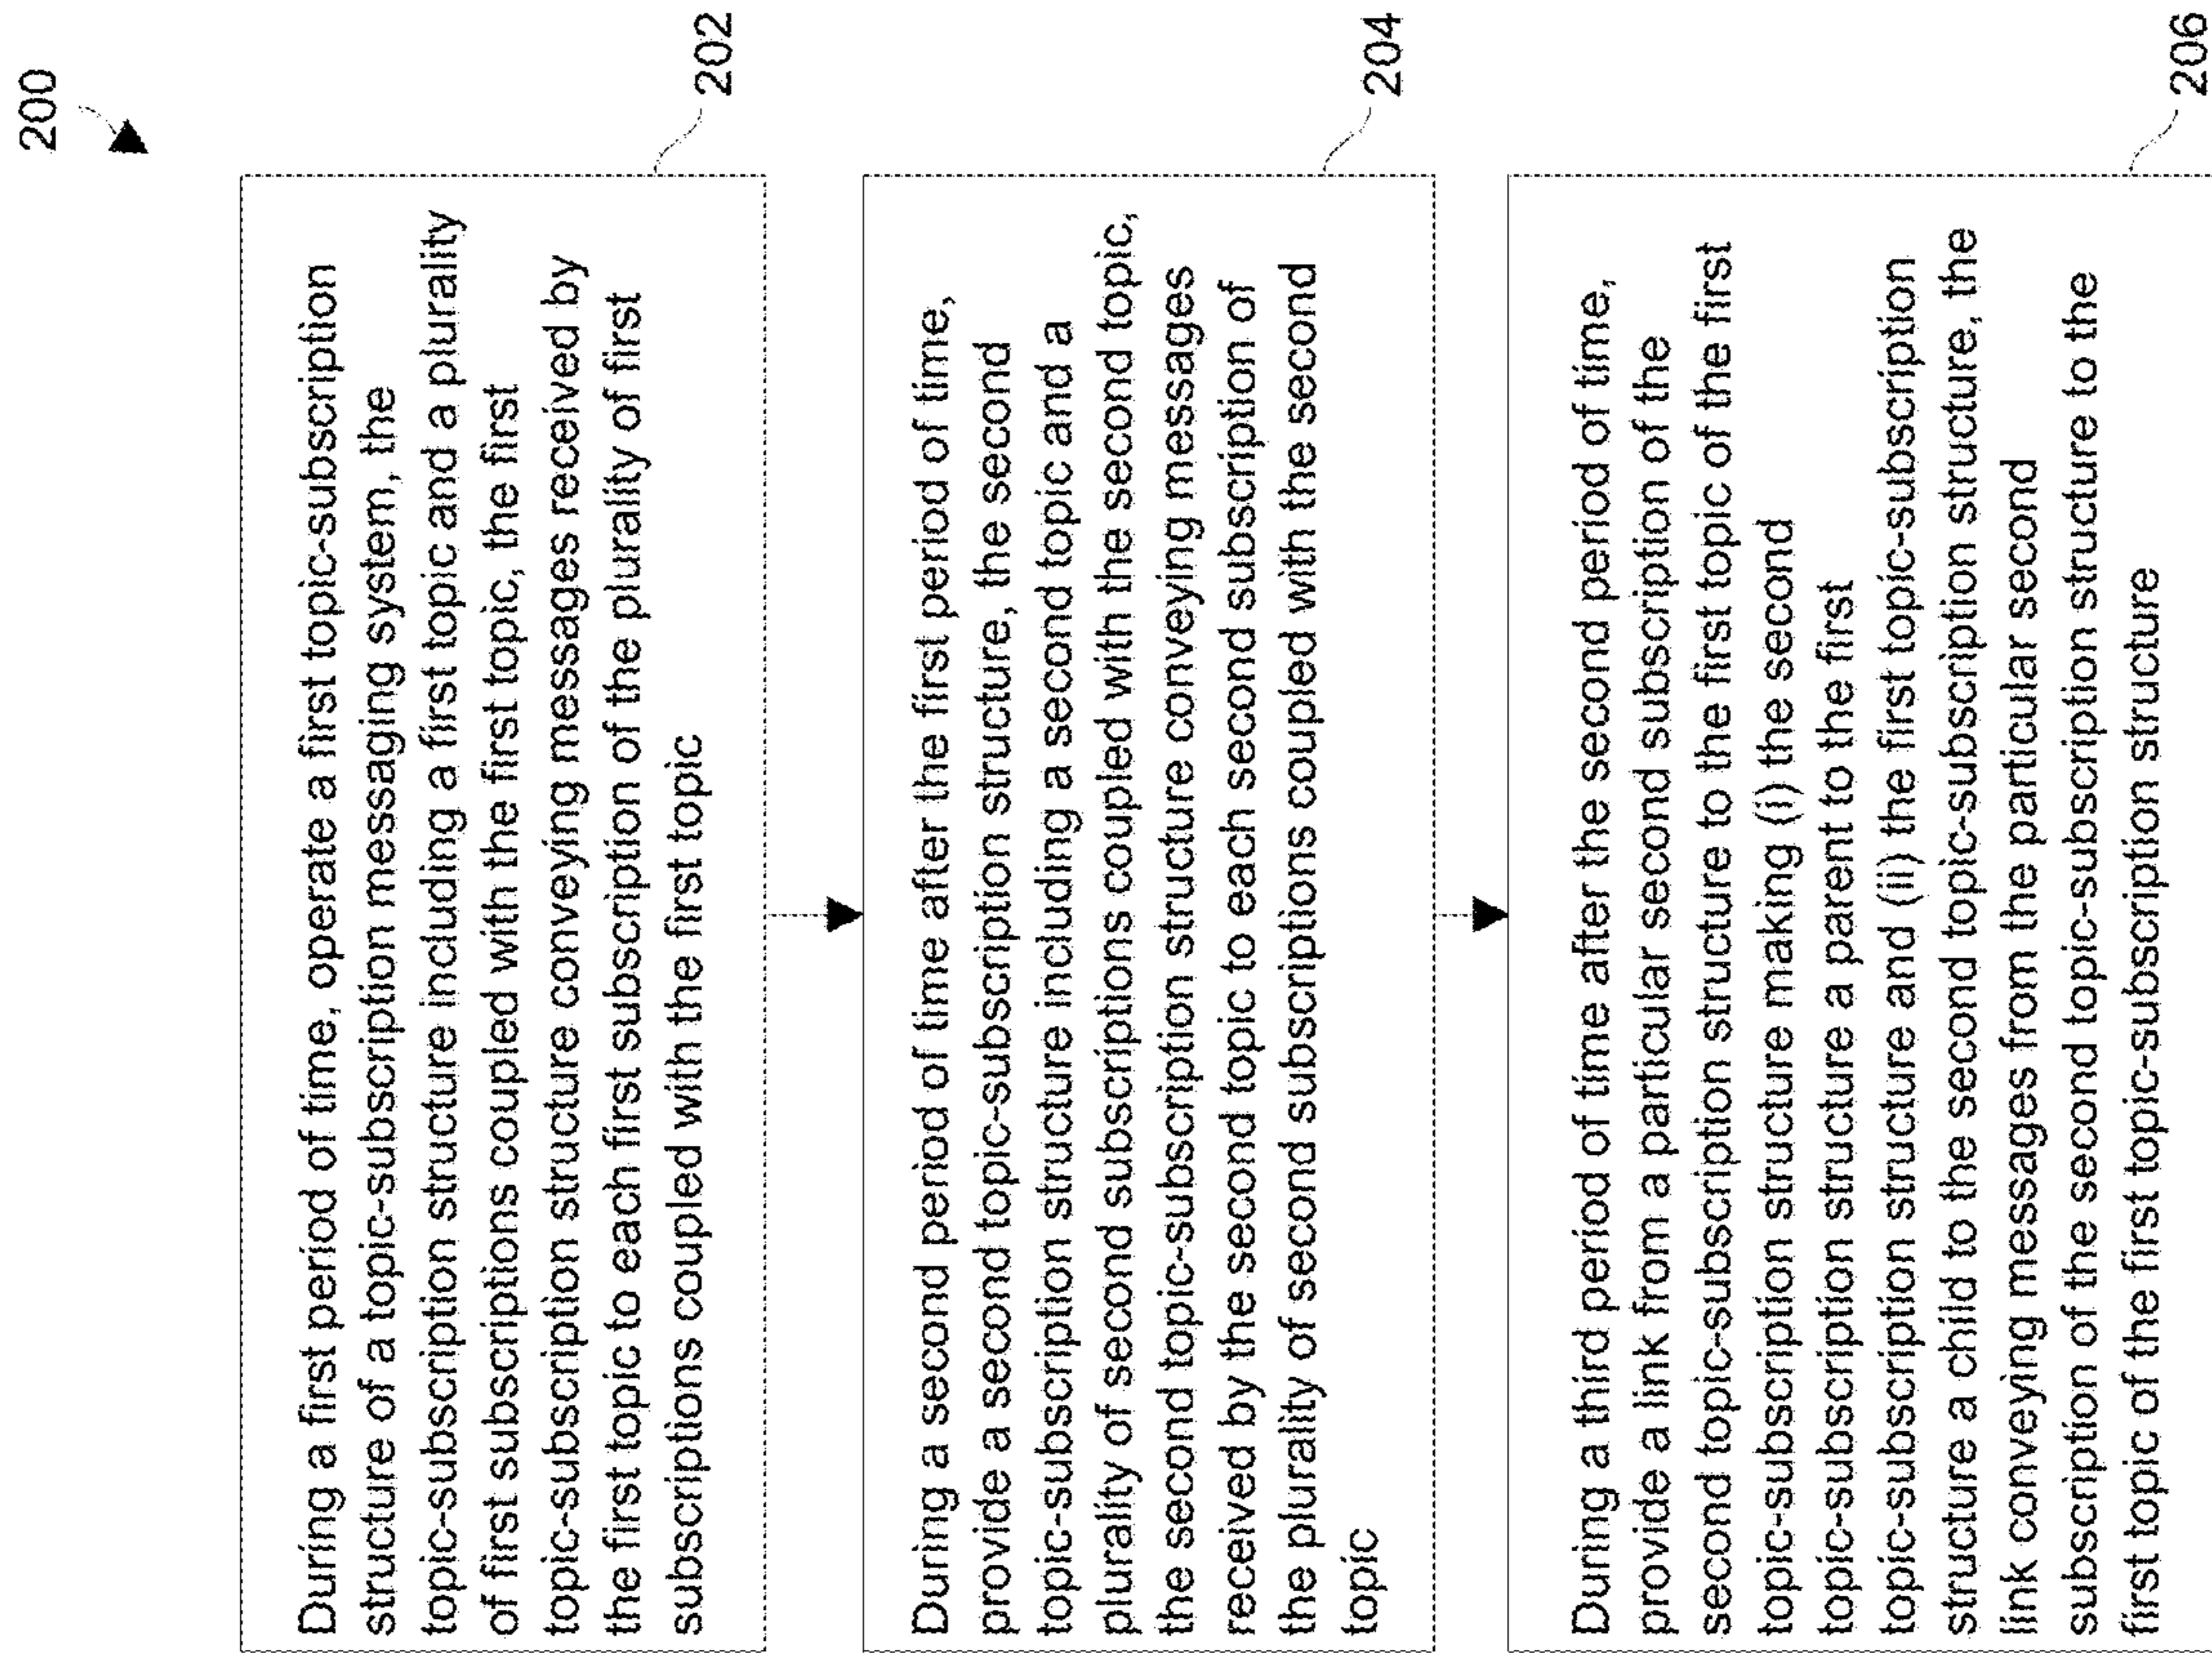 200
During a first period of time, operate a first topic-subscription
structure of a topic-subscription messaging system, the
topic-subscription structure including a first topic and a plurality
of first subscriptions coupled with the first topic, the first
topic-subscription structure conveying messages received by
the first topic to each first subscription of the plurality of first
subscriptions coupled with the first topic
202
During a second period of time after the first period of time,
provide a second topic-subscription structure, the second
topic-subscription structure including a second topic and a
plurality of second subscriptions coupled with the second topic,
the second topic-subscription structure conveying messages
received by the second topic to each second subscription of
the plurality of second subscriptions coupled with the second
topic
204
During a third period of time after the second period of time,
provide a link from a particular second subscription of the
second topic-subscription structure to the first topic of the first
topic-subscription structure making (i) the second
topic-subscription structure a parent to the first
topic-subscription structure and (ii) the first topic-subscription
structure a child to the second topic-subscription structure, the
link conveying messages from the particular second
subscription of the second topic-subscription structure to the
first topic of the first topic-subscription structure
206